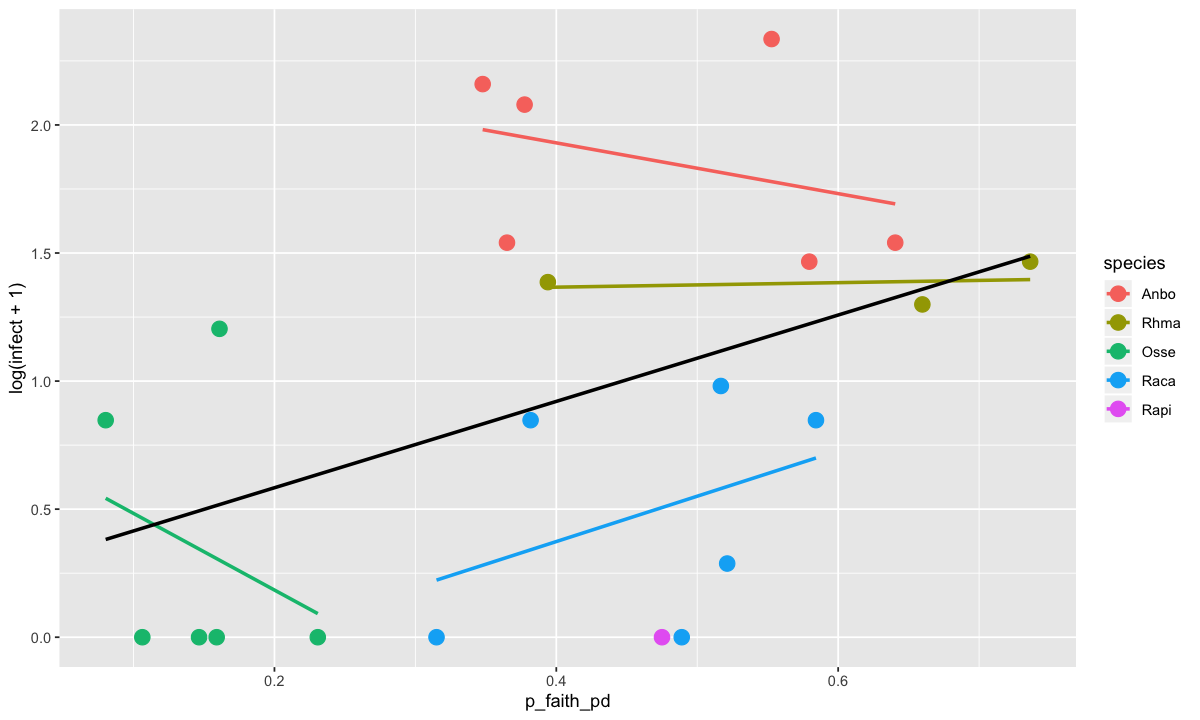 log(infect + 1)
2.0
1.5
1.0
0.5
0.0
0.2
0.4
0.6
p_faith_pd
species
Anbo
Rhma
Osse
Raca
Rapi